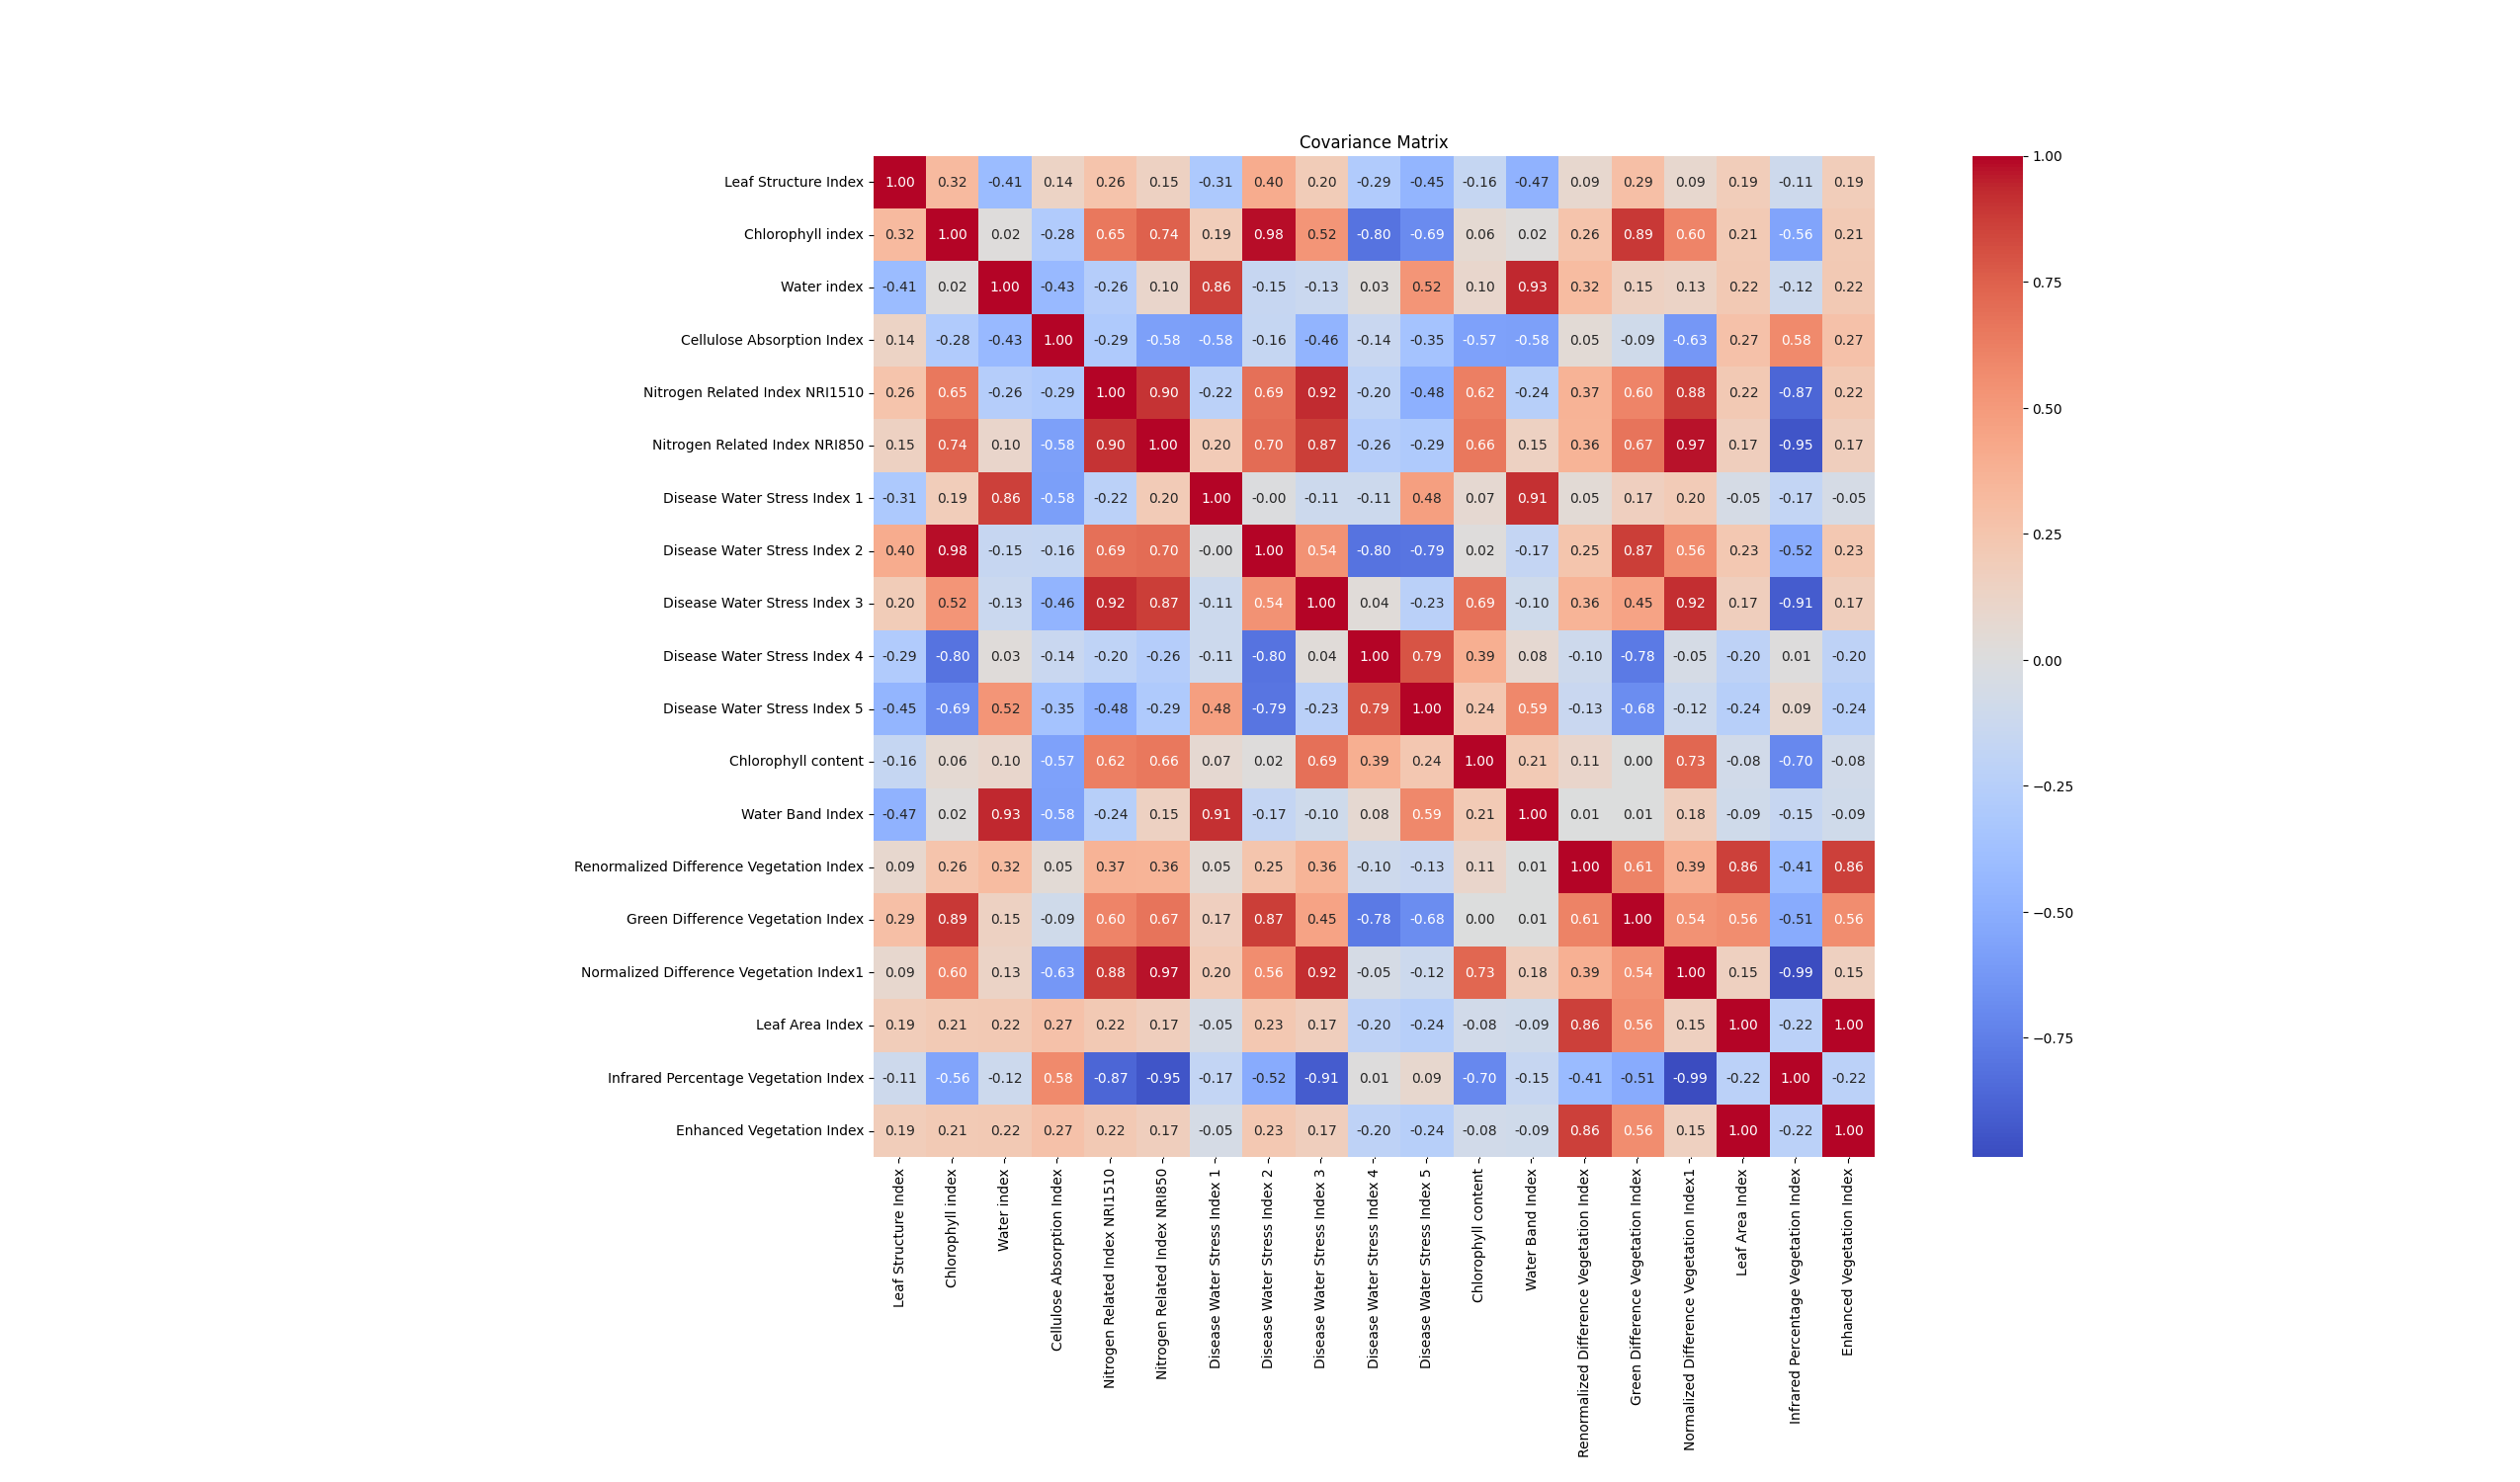 Covariance Matrix
Leaf Structure Index 1.00 0.32 -0.41 0.14 0.26 0.15 -0.31 0.40 0.20 -0.29 -0.45 -0.16 -0.47 0.09 0.29 0.09 0.19 -0.11 0.19
Chlorophyll index 0.32 1.00 0.02 -0.28 0.65 0.74 0.19 0.98 0.52 -0.80 -0.69 0.06 0.02 0.26 0.89 0.60 0.21 -0.56 0.21
Water index -0.41 0.02 1.00 -0.43 -0.26 0.10 0.86 -0.15 -0.13 0.03 0.52 0.10 0.93 0.32 0.15 0.13 0.22 -0.12 0.22
Cellulose Absorption Index 0.14 -0.28 -0.43 1.00 -0.29 -0.58 -0.58 -0.16 -0.46 -0.14 -0.35 -0.57 -0.58 0.05 -0.09 -0.63 0.27 0.58 0.27
Nitrogen Related Index NRI1510 0.26 0.65 -0.26 -0.29 1.00 0.90 -0.22 0.69 0.92 -0.20 -0.48 0.62 -0.24 0.37 0.60 0.88 0.22 -0.87 0.22
Nitrogen Related Index NRI850 0.15 0.74 0.10 -0.58 0.90 1.00 0.20 0.70 0.87 -0.26 -0.29 0.66 0.15 0.36 0.67 0.97 0.17 -0.95 0.17
Disease Water Stress Index 1 -0.31 0.19 0.86 -0.58 -0.22 0.20 1.00 -0.00 -0.11 -0.11 0.48 0.07 0.91 0.05 0.17 0.20 -0.05 -0.17 -0.05
Disease Water Stress Index 2 0.40 0.98 -0.15 -0.16 0.69 0.70 -0.00 1.00 0.54 -0.80 -0.79 0.02 -0.17 0.25 0.87 0.56 0.23 -0.52 0.23
Disease Water Stress Index 3 0.20 0.52 -0.13 -0.46 0.92 0.87 -0.11 0.54 1.00 0.04 -0.23 0.69 -0.10 0.36 0.45 0.92 0.17 -0.91 0.17
Disease Water Stress Index 4 -0.29 -0.80 0.03 -0.14 -0.20 -0.26 -0.11 -0.80 0.04 1.00 0.79 0.39 0.08 -0.10 -0.78 -0.05 -0.20 0.01 -0.20
Disease Water Stress Index 5 -0.45 -0.69 0.52 -0.35 -0.48 -0.29 0.48 -0.79 -0.23 0.79 1.00 0.24 0.59 -0.13 -0.68 -0.12 -0.24 0.09 -0.24
Chlorophyll content -0.16 0.06 0.10 -0.57 0.62 0.66 0.07 0.02 0.69 0.39 0.24 1.00 0.21 0.11 0.00 0.73 -0.08 -0.70 -0.08
Water Band Index -0.47 0.02 0.93 -0.58 -0.24 0.15 0.91 -0.17 -0.10 0.08 0.59 0.21 1.00 0.01 0.01 0.18 -0.09 -0.15 -0.09
Renormalized Difference Vegetation Index 0.09 0.26 0.32 0.05 0.37 0.36 0.05 0.25 0.36 -0.10 -0.13 0.11 0.01 1.00 0.61 0.39 0.86 -0.41 0.86
Green Difference Vegetation Index 0.29 0.89 0.15 -0.09 0.60 0.67 0.17 0.87 0.45 -0.78 -0.68 0.00 0.01 0.61 1.00 0.54 0.56 -0.51 0.56
Normalized Difference Vegetation Index1 0.09 0.60 0.13 -0.63 0.88 0.97 0.20 0.56 0.92 -0.05 -0.12 0.73 0.18 0.39 0.54 1.00 0.15 -0.99 0.15
Leaf Area Index 0.19 0.21 0.22 0.27 0.22 0.17 -0.05 0.23 0.17 -0.20 -0.24 -0.08 -0.09 0.86 0.56 0.15 1.00 -0.22 1.00
Infrared Percentage Vegetation Index -0.11 -0.56 -0.12 0.58 -0.87 -0.95 -0.17 -0.52 -0.91 0.01 0.09 -0.70 -0.15 -0.41 -0.51 -0.99 -0.22 1.00 -0.22
Enhanced Vegetation Index 0.19 0.21 0.22 0.27 0.22 0.17 -0.05 0.23 0.17 -0.20 -0.24 -0.08 -0.09 0.86 0.56 0.15 1.00 -0.22 1.00
Leaf Structure Index
Chlorophyll index
Water index
Cellulose Absorption Index
Nitrogen Related Index NRI1510
Nitrogen Related Index NRI850
Disease Water Stress Index 1
Disease Water Stress Index 2
Disease Water Stress Index 3
Disease Water Stress Index 4
Disease Water Stress Index 5
Chlorophyll content
Water Band Index
Renormalized Difference Vegetation Index
Green Difference Vegetation Index
Normalized Difference Vegetation Index1
Leaf Area Index
Infrared Percentage Vegetation Index
Enhanced Vegetation Index
1.00
0.75
0.50
0.25
0.00
−0.25
−0.50
−0.75